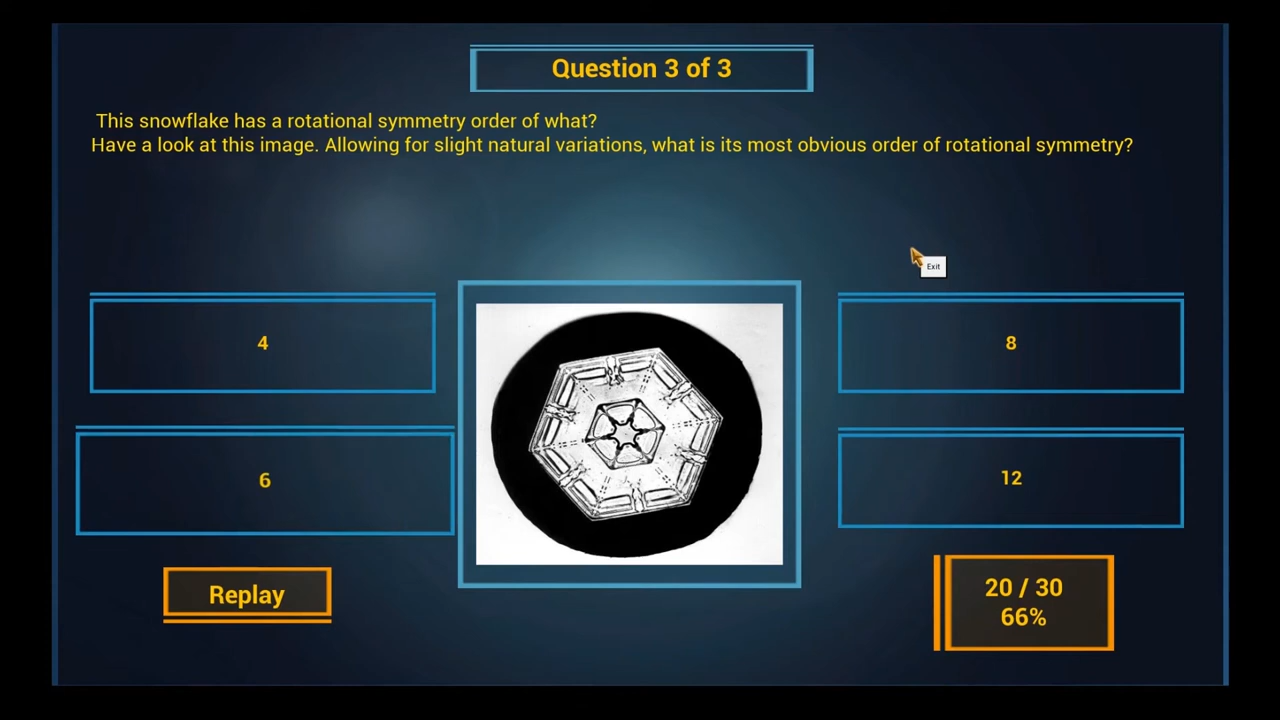 Question 3 of 3
This snowflake has a rotational symmetry order of what?
Have a look at this image. Allowing for slight natural variations, what is its most obvious order of rotational symmetry?
Exit
4
8
6
12
Replay
20 / 30
66%